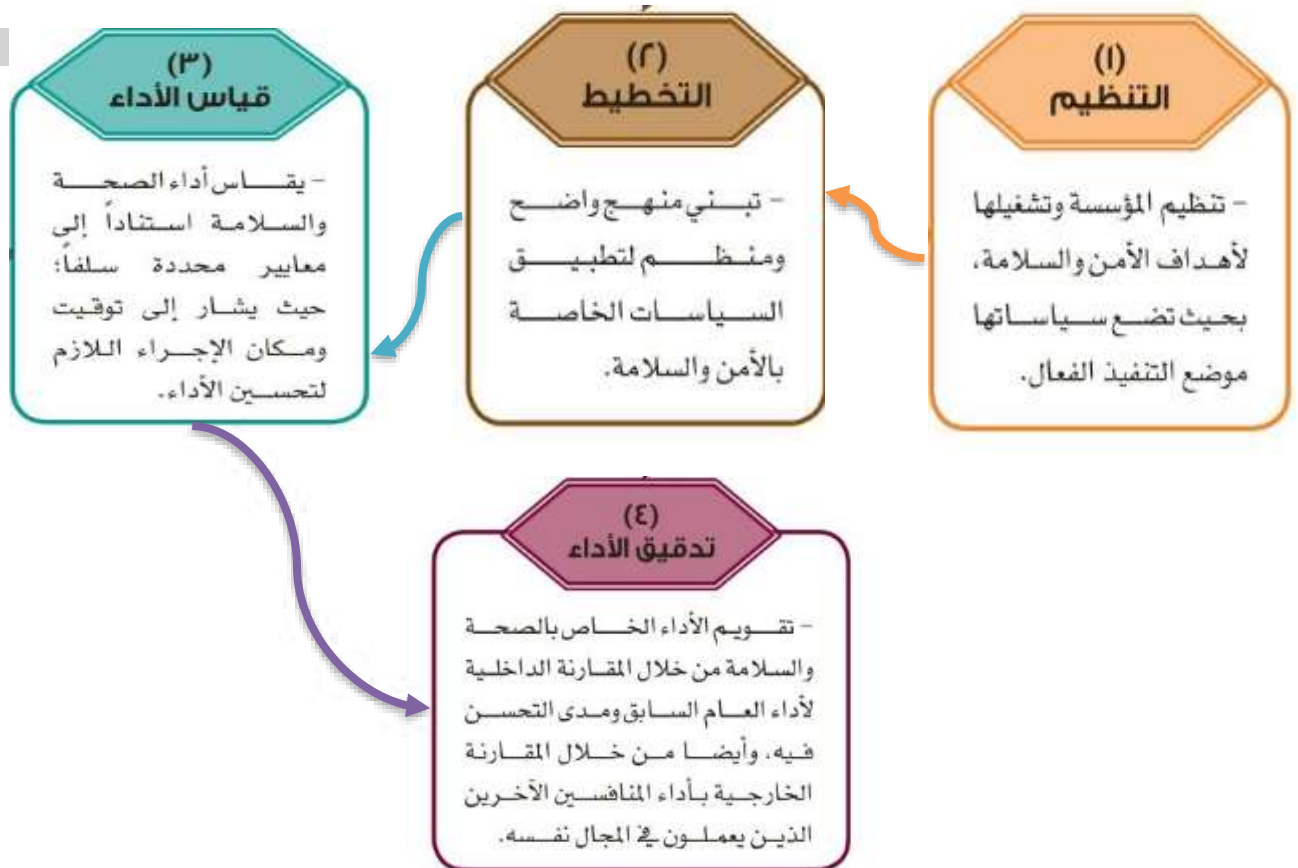 (١)
التنظيم
- تنظيم المؤسسة وتشغيلها
لأهداف الأمن والسلامة،
بحيث تضع سياساتها
موضع التنفيذ الفعال.
(٢)
التخطيط
- تبني منهج واضح
ومنظم لتطبيق
السياسات الخاصة
بالأمن والسلامة.
(٣)
قياس الأداء
- يقاس أداء الصحة
والسلامة استناداً إلى
معايير محددة سلفاً؛
حيث يشار إلى توقيت
ومكان الإجراء اللازم
لتحسين الأداء.
(٤)
تدقيق الأداء
- تقويم الأداء الخاص بالصحة
والسلامة من خلال المقارنة الداخلية
لأداء العام السابق ومدى التحسن
فيه، وأيضا من خلال المقارنة
الخارجية بأداء المنافسين الآخرين
الذين يعملون في المجال نفسه.